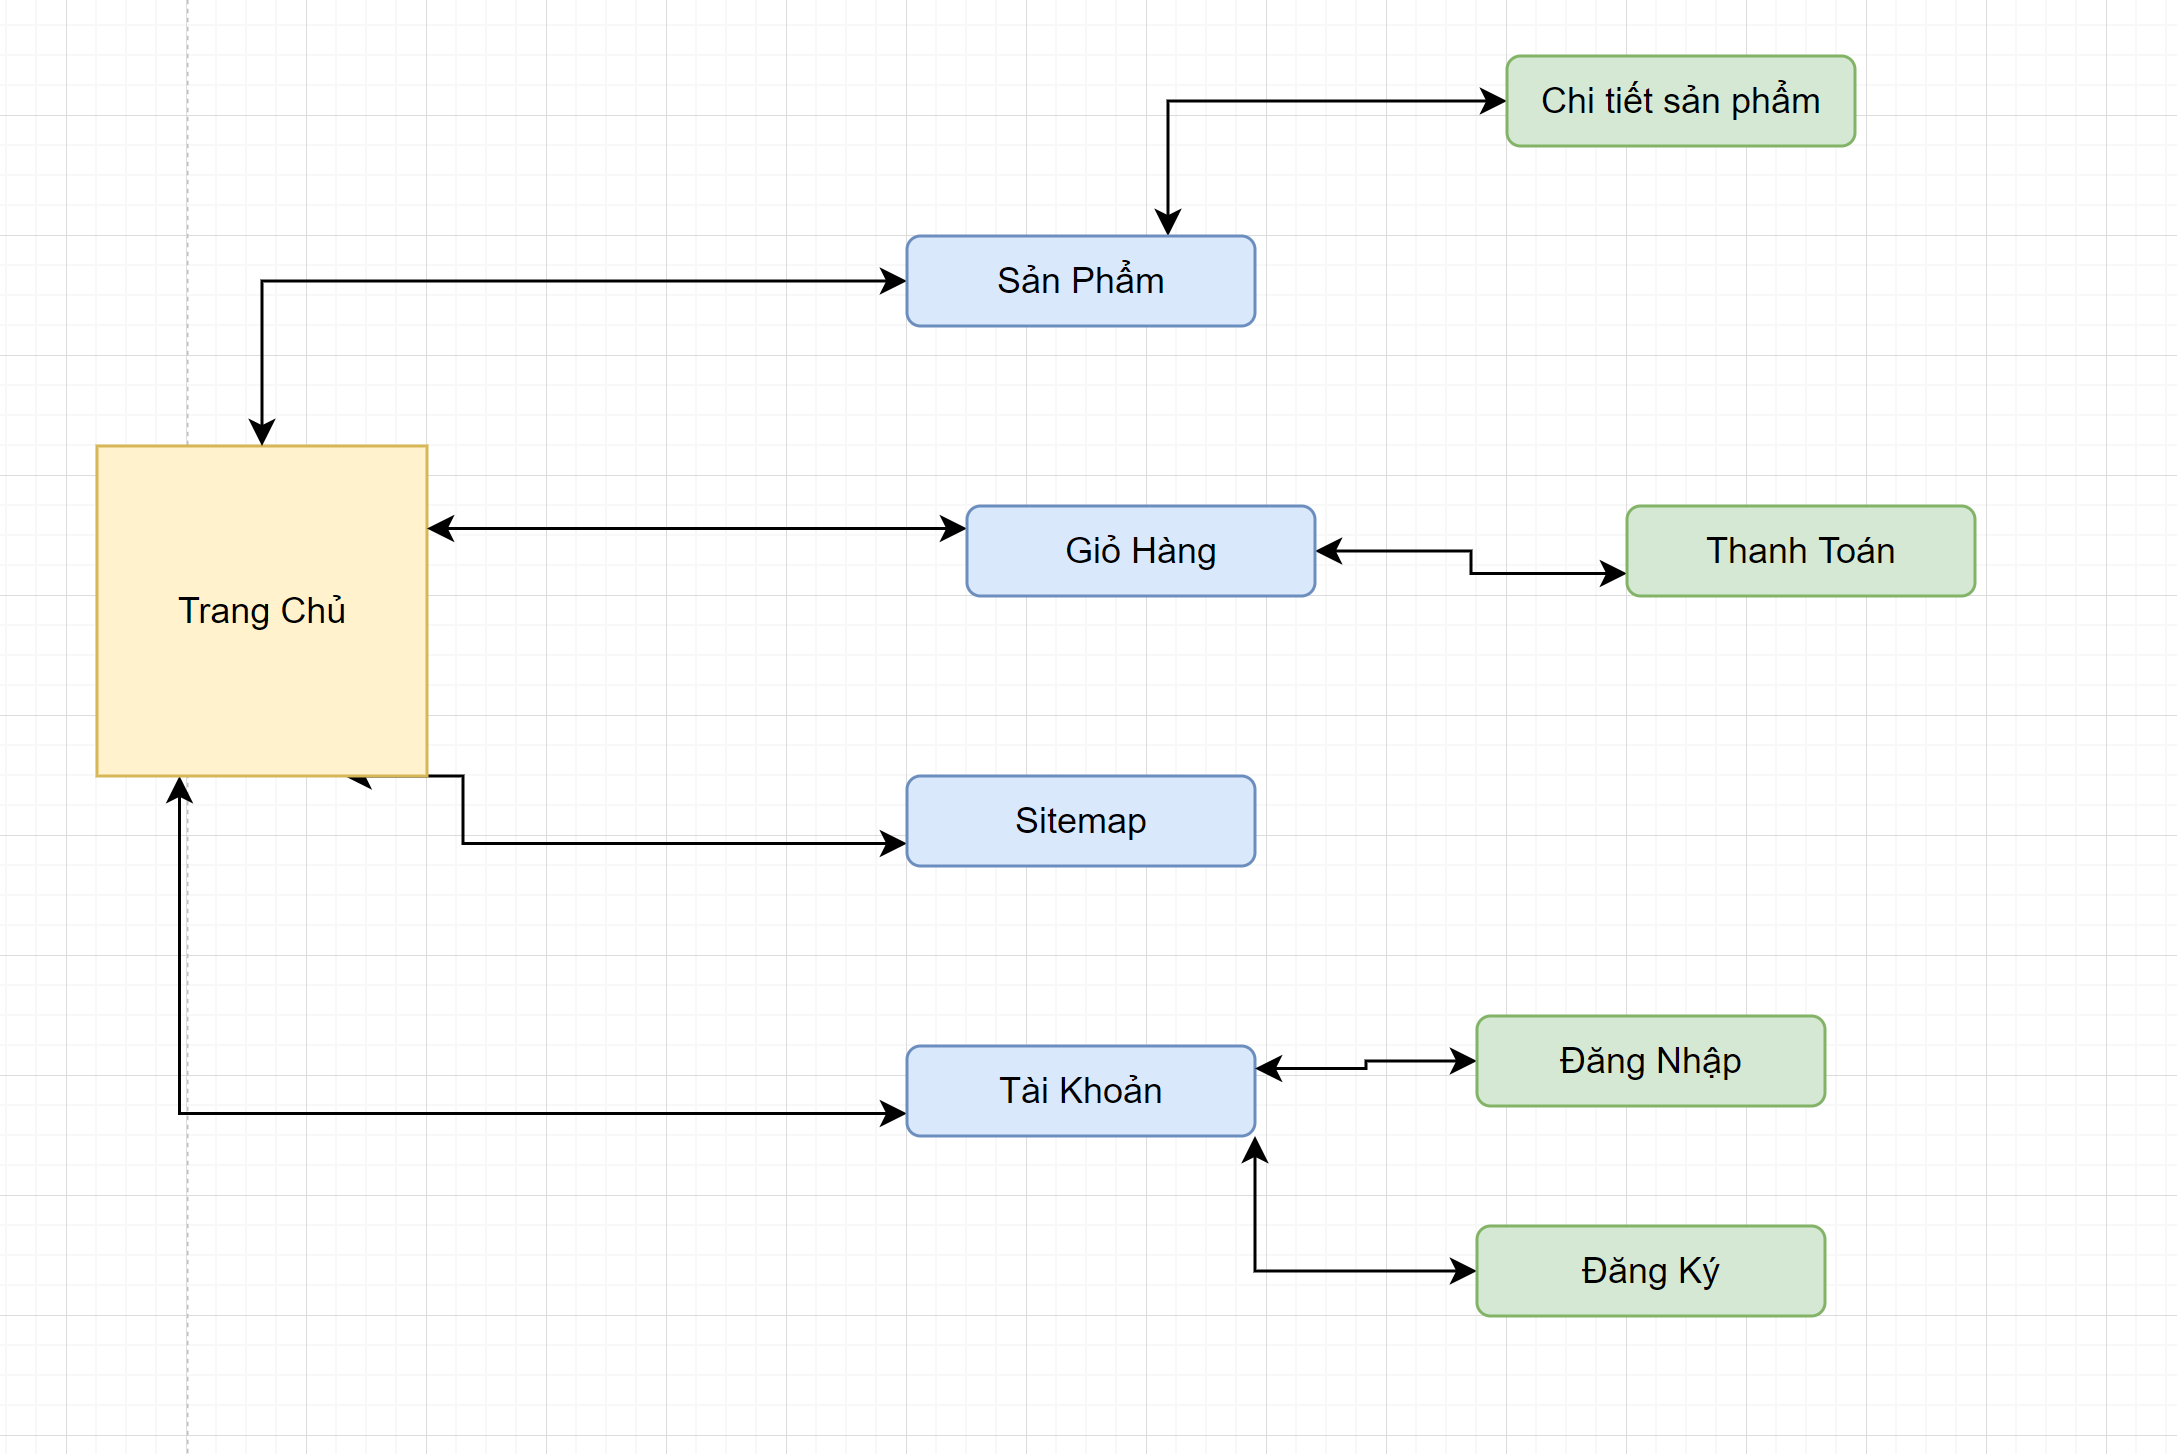 Chi tiết sản phẩm
Sản Phẩm
Giỏ Hàng
Thanh Toán
Trang Chủ
Sitemap
Tài Khoản
Đăng Nhập
Đăng Ký